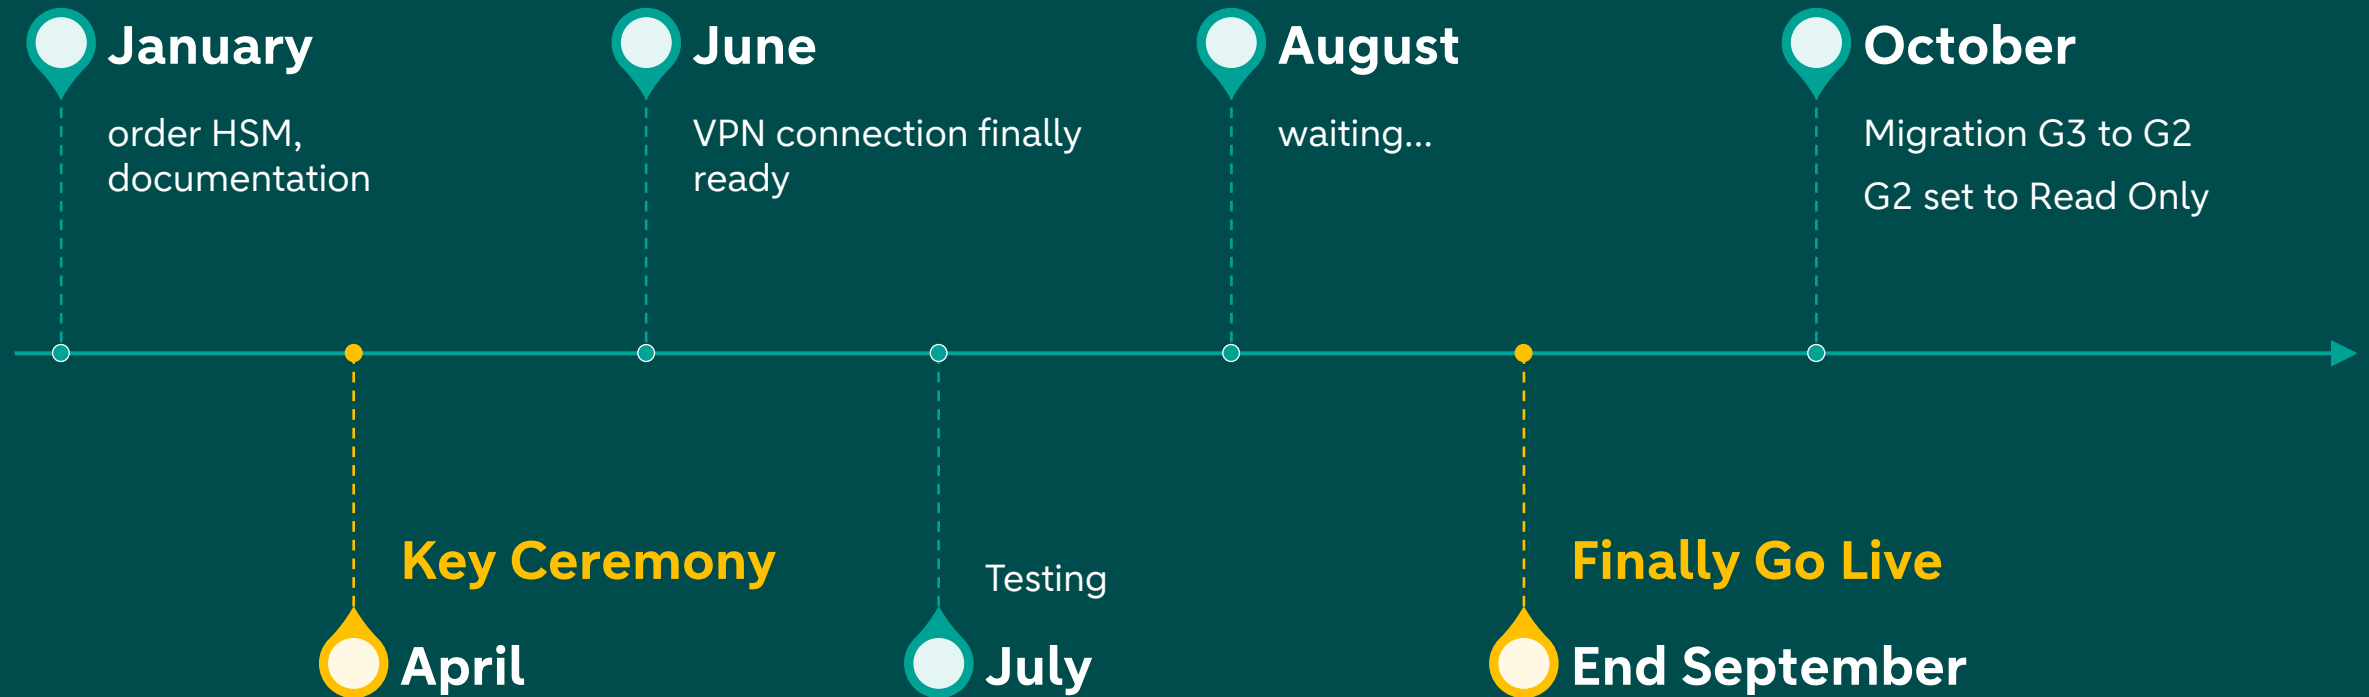 January
order HSM,
documentation
Key Ceremony
April
June
VPN connection finally
ready
Testing
July
August
waiting...
Finally Go Live
End September
October
Migration G3 to G2
G2 set to Read Only